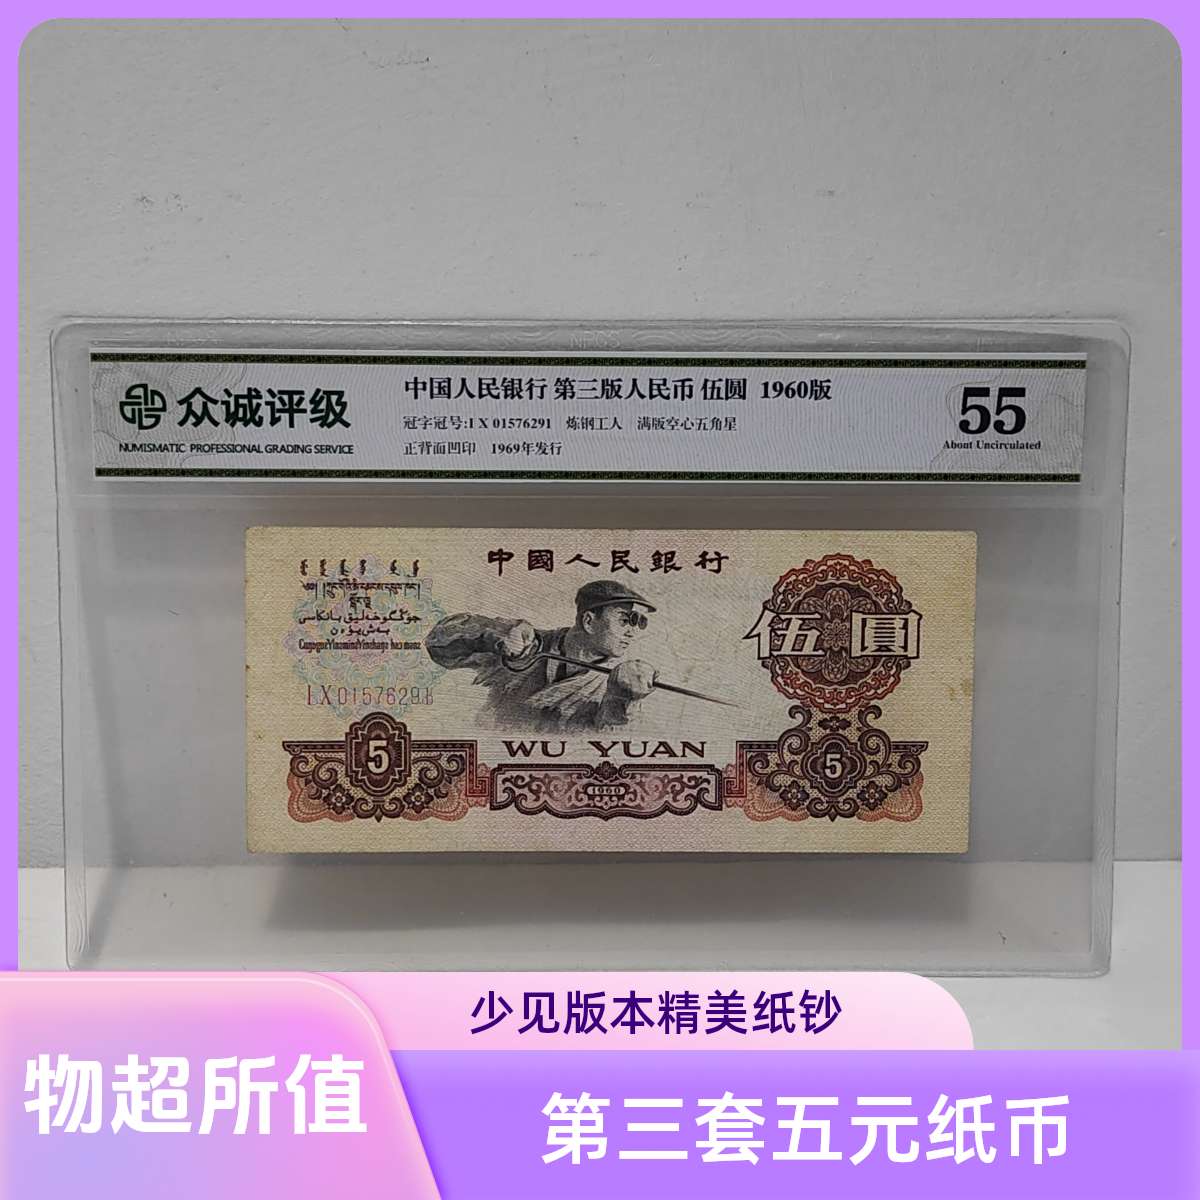 NPGS
众诚评级
NUMISMATIC PROFESSIONAL GRADING SERVICE
中国人民银行 第三版人民币 伍圆 1960版
冠字冠号:I X 01576291 炼钢工人 满版空心五角星
正背面凹印 1969年发行
55
About Uncirculated
中國人民銀行
伍圓
I X 01576291
5
WU YUAN
5
1960
少见版本精美纸钞
物超所值
第三套五元纸币